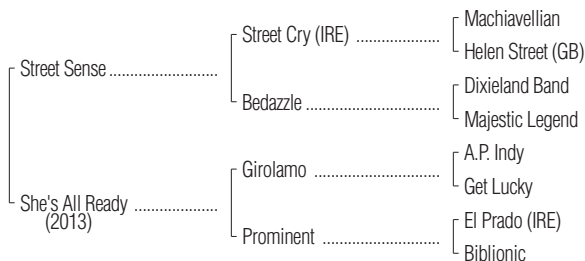 Machiavellian
Street Cry (IRE) ....................
Helen Street (GB)
Street Sense ..........................
Dixieland Band
Bedazzle ................................
Majestic Legend
A.P. Indy
Girolamo ................................
Get Lucky
She's All Ready ...................
(2013)
El Prado (IRE)
Prominent .............................
Biblionic